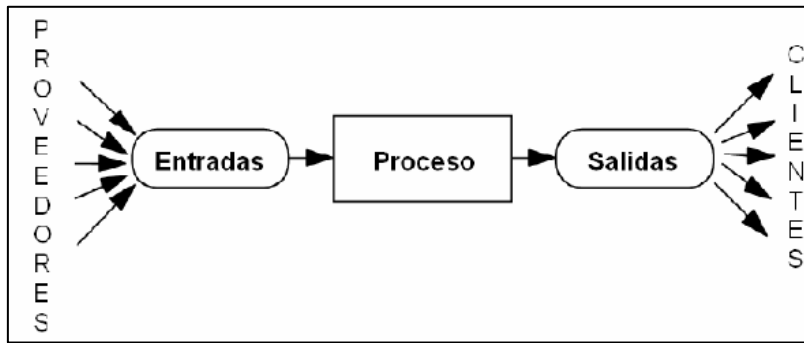 PROVEEDORES
Entradas
Proceso
Salidas
CLIENTES